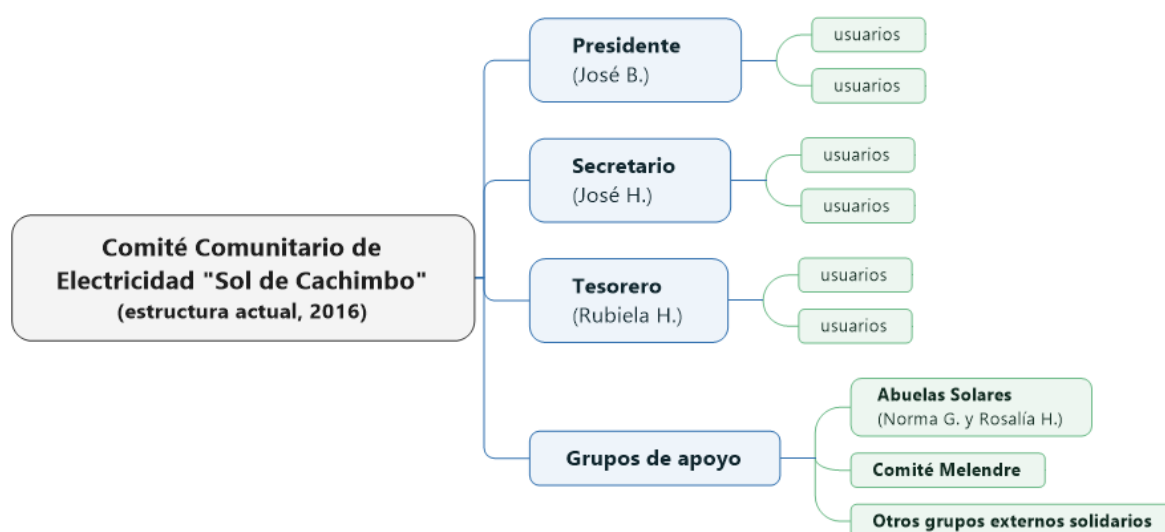 Comité Comunitario de
Electricidad "Sol de Cachimbo"
(estructura actual, 2016)
Presidente
(José B.)
usuarios
usuarios
Secretario
(José H.)
usuarios
usuarios
Tesorero
(Rubiela H.)
usuarios
usuarios
Grupos de apoyo
Abuelas Solares
(Norma G. y Rosalía H.)
Comité Melendre
Otros grupos externos solidarios